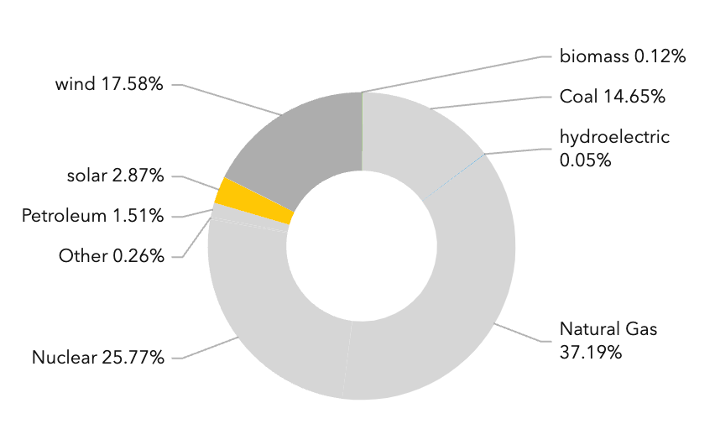 biomass 0.12%
wind 17.58%
Coal 14.65%
hydroelectric
0.05%
solar 2.87%
Petroleum 1.51%
Other 0.26%
Natural Gas
37.19%
Nuclear 25.77%